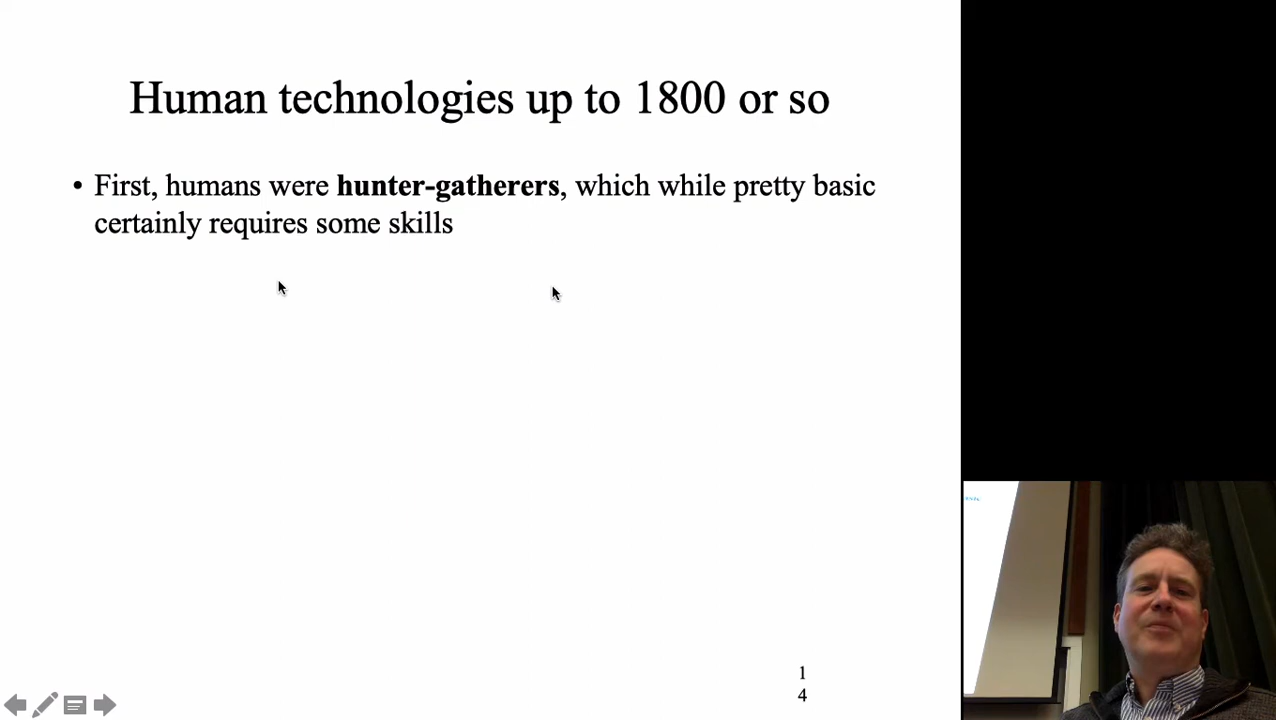 Human technologies up to 1800 or so
• First, humans were hunter-gatherers, which while pretty basic
certainly requires some skills
1
4